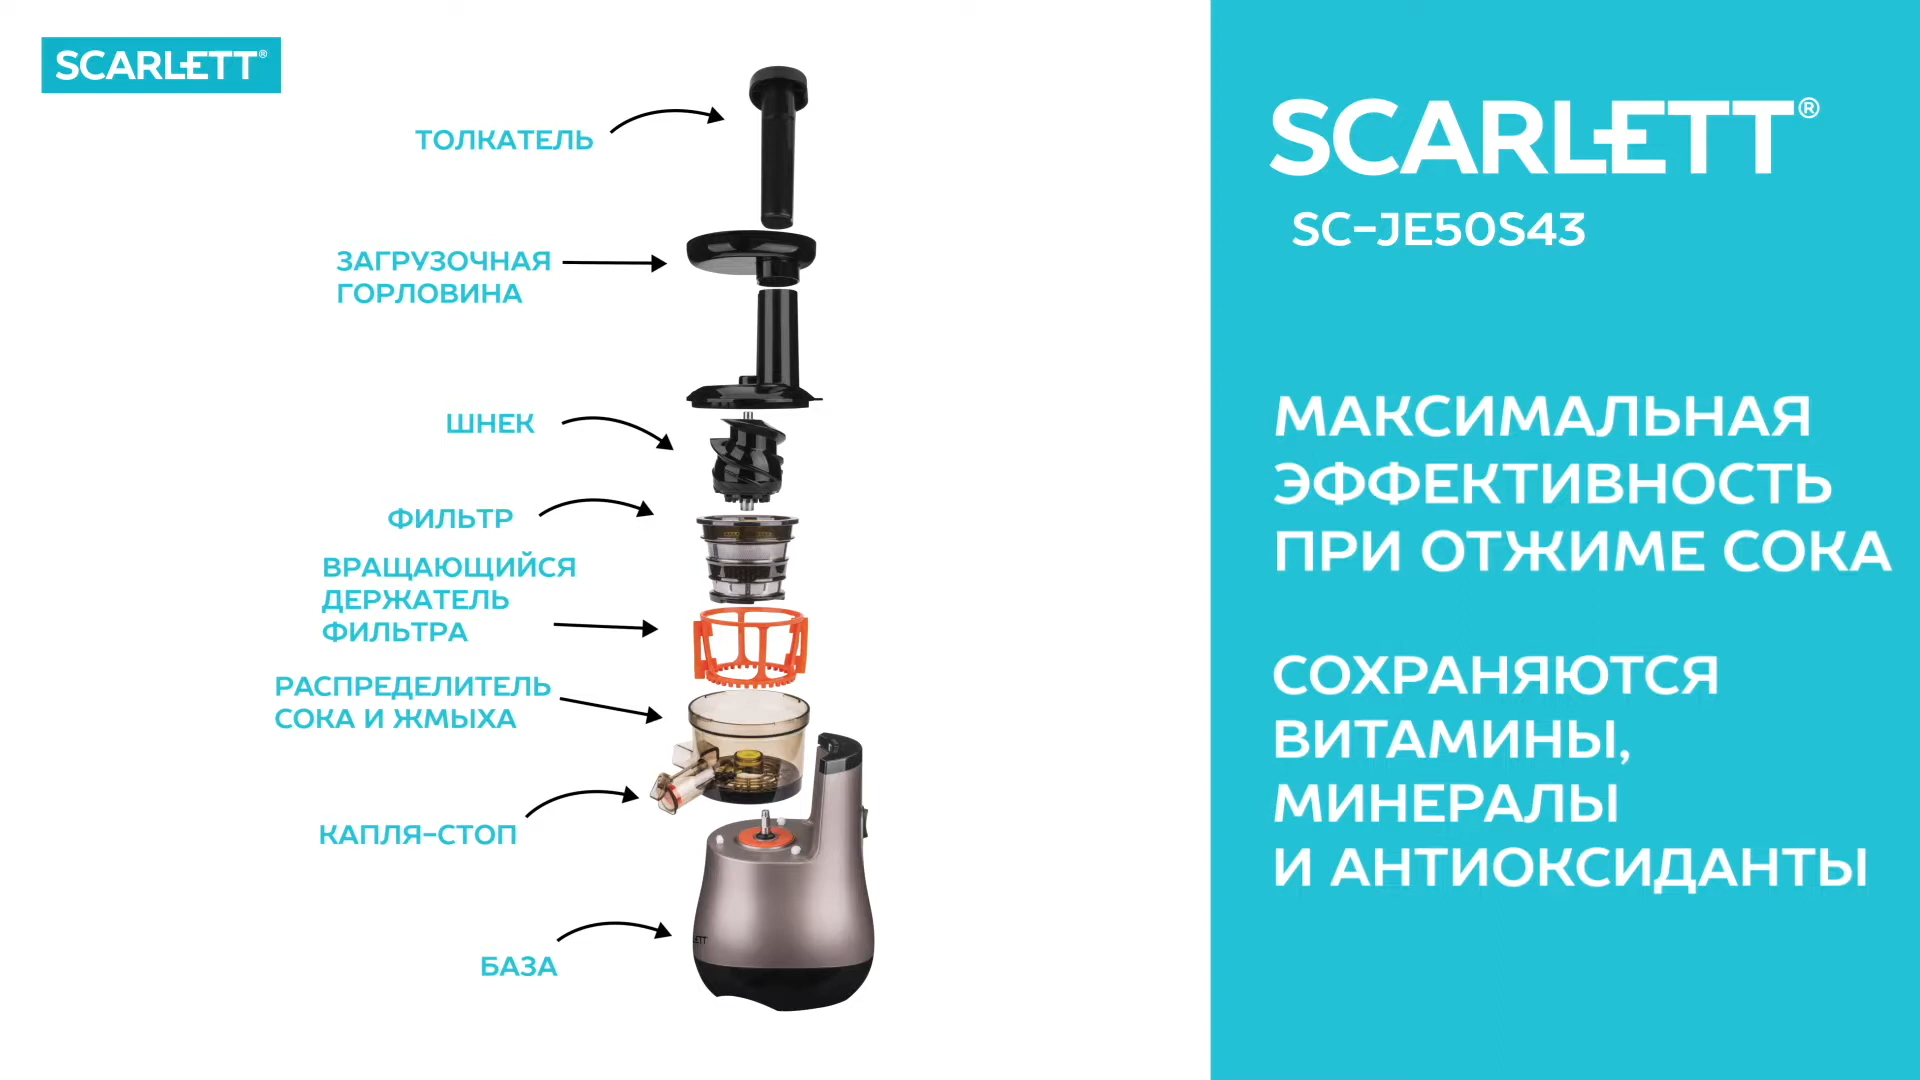 SCARLETT®
ТОЛКАТЕЛЬ
ЗАГРУЗОЧНАЯ
ГОРЛОВИНА
ШНЕК
ФИЛЬТР
ВРАЩАЮЩИЙСЯ
ДЕРЖАТЕЛЬ
ФИЛЬТРА
РАСПРЕДЕЛИТЕЛЬ
СОКА И ЖМЫХА
КАПЛЯ-СТОП
БАЗА
LETT
SCARLETT®
SC-JE50S43
МАКСИМАЛЬНАЯ
ЭФФЕКТИВНОСТЬ
ПРИ ОТЖИМЕ СОКА
СОХРАНЯЮТСЯ
ВИТАМИНЫ,
МИНЕРАЛЫ
И АНТИОКСИДАНТЫ